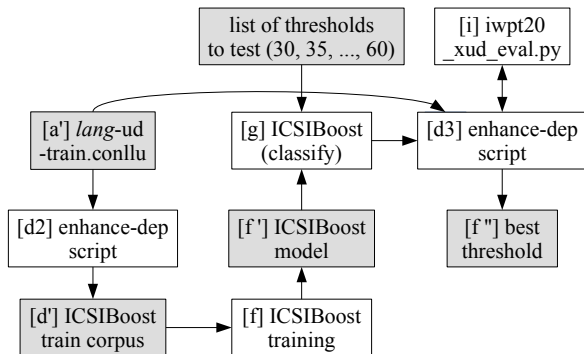 list of thresholds
to test (30, 35, ..., 60)
[i] iwpt20
_xud_eval.py
[a'] lang-ud
-train.conllu
[g] ICSIBoost
(classify)
[d3] enhance-dep
script
[d2] enhance-dep
script
[f '] ICSIBoost
model
[f ''] best
threshold
[d'] ICSIBoost
train corpus
[f] ICSIBoost
training